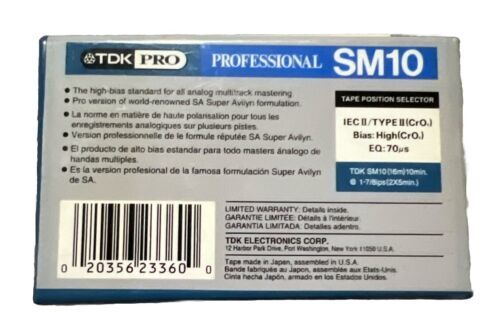 TDK PRO PROFESSIONAL SM10
• The high-bias standard for all analog multitrack mastering
• Pro version of world-renowned SA Super Avilyn formulation.
• La norme en matière de haute polarisation pour tous les
enregistrements analogiques sur plusieurs pistes.
• Version professionnelle de la formule réputée SA Super Avilyn.
• El producto de alto bias estandard para todo masters ánalogo de
handas multiples.
• Es la version profesional de la famosa formulación Super Avilyn
de SA.
TAPE POSITION SELECTOR
IEC II/TYPE II (CrO₂)
Bias: High (CrO₂)
EQ: 70µs
TDK SM10 (16m) 10min.
@ 1-7/8ips (2X5min.)
LIMITED WARRANTY: Details inside.
GARANTIE LIMITÉE: Détails à l'intérieur.
GARANTIA LIMITADA: Detalles adentro.
TDK ELECTRONICS CORP.
12 Harbor Park Drive, Port Washington, New York 11050 U.S.A.
Tape made in Japan, assembled in U.S.A.
Bande fabriquée au Japon, assemblée aux Etats-Unis.
Cinta hecha Japón, armado en los Estados Unidos.
0 20356 23360 0